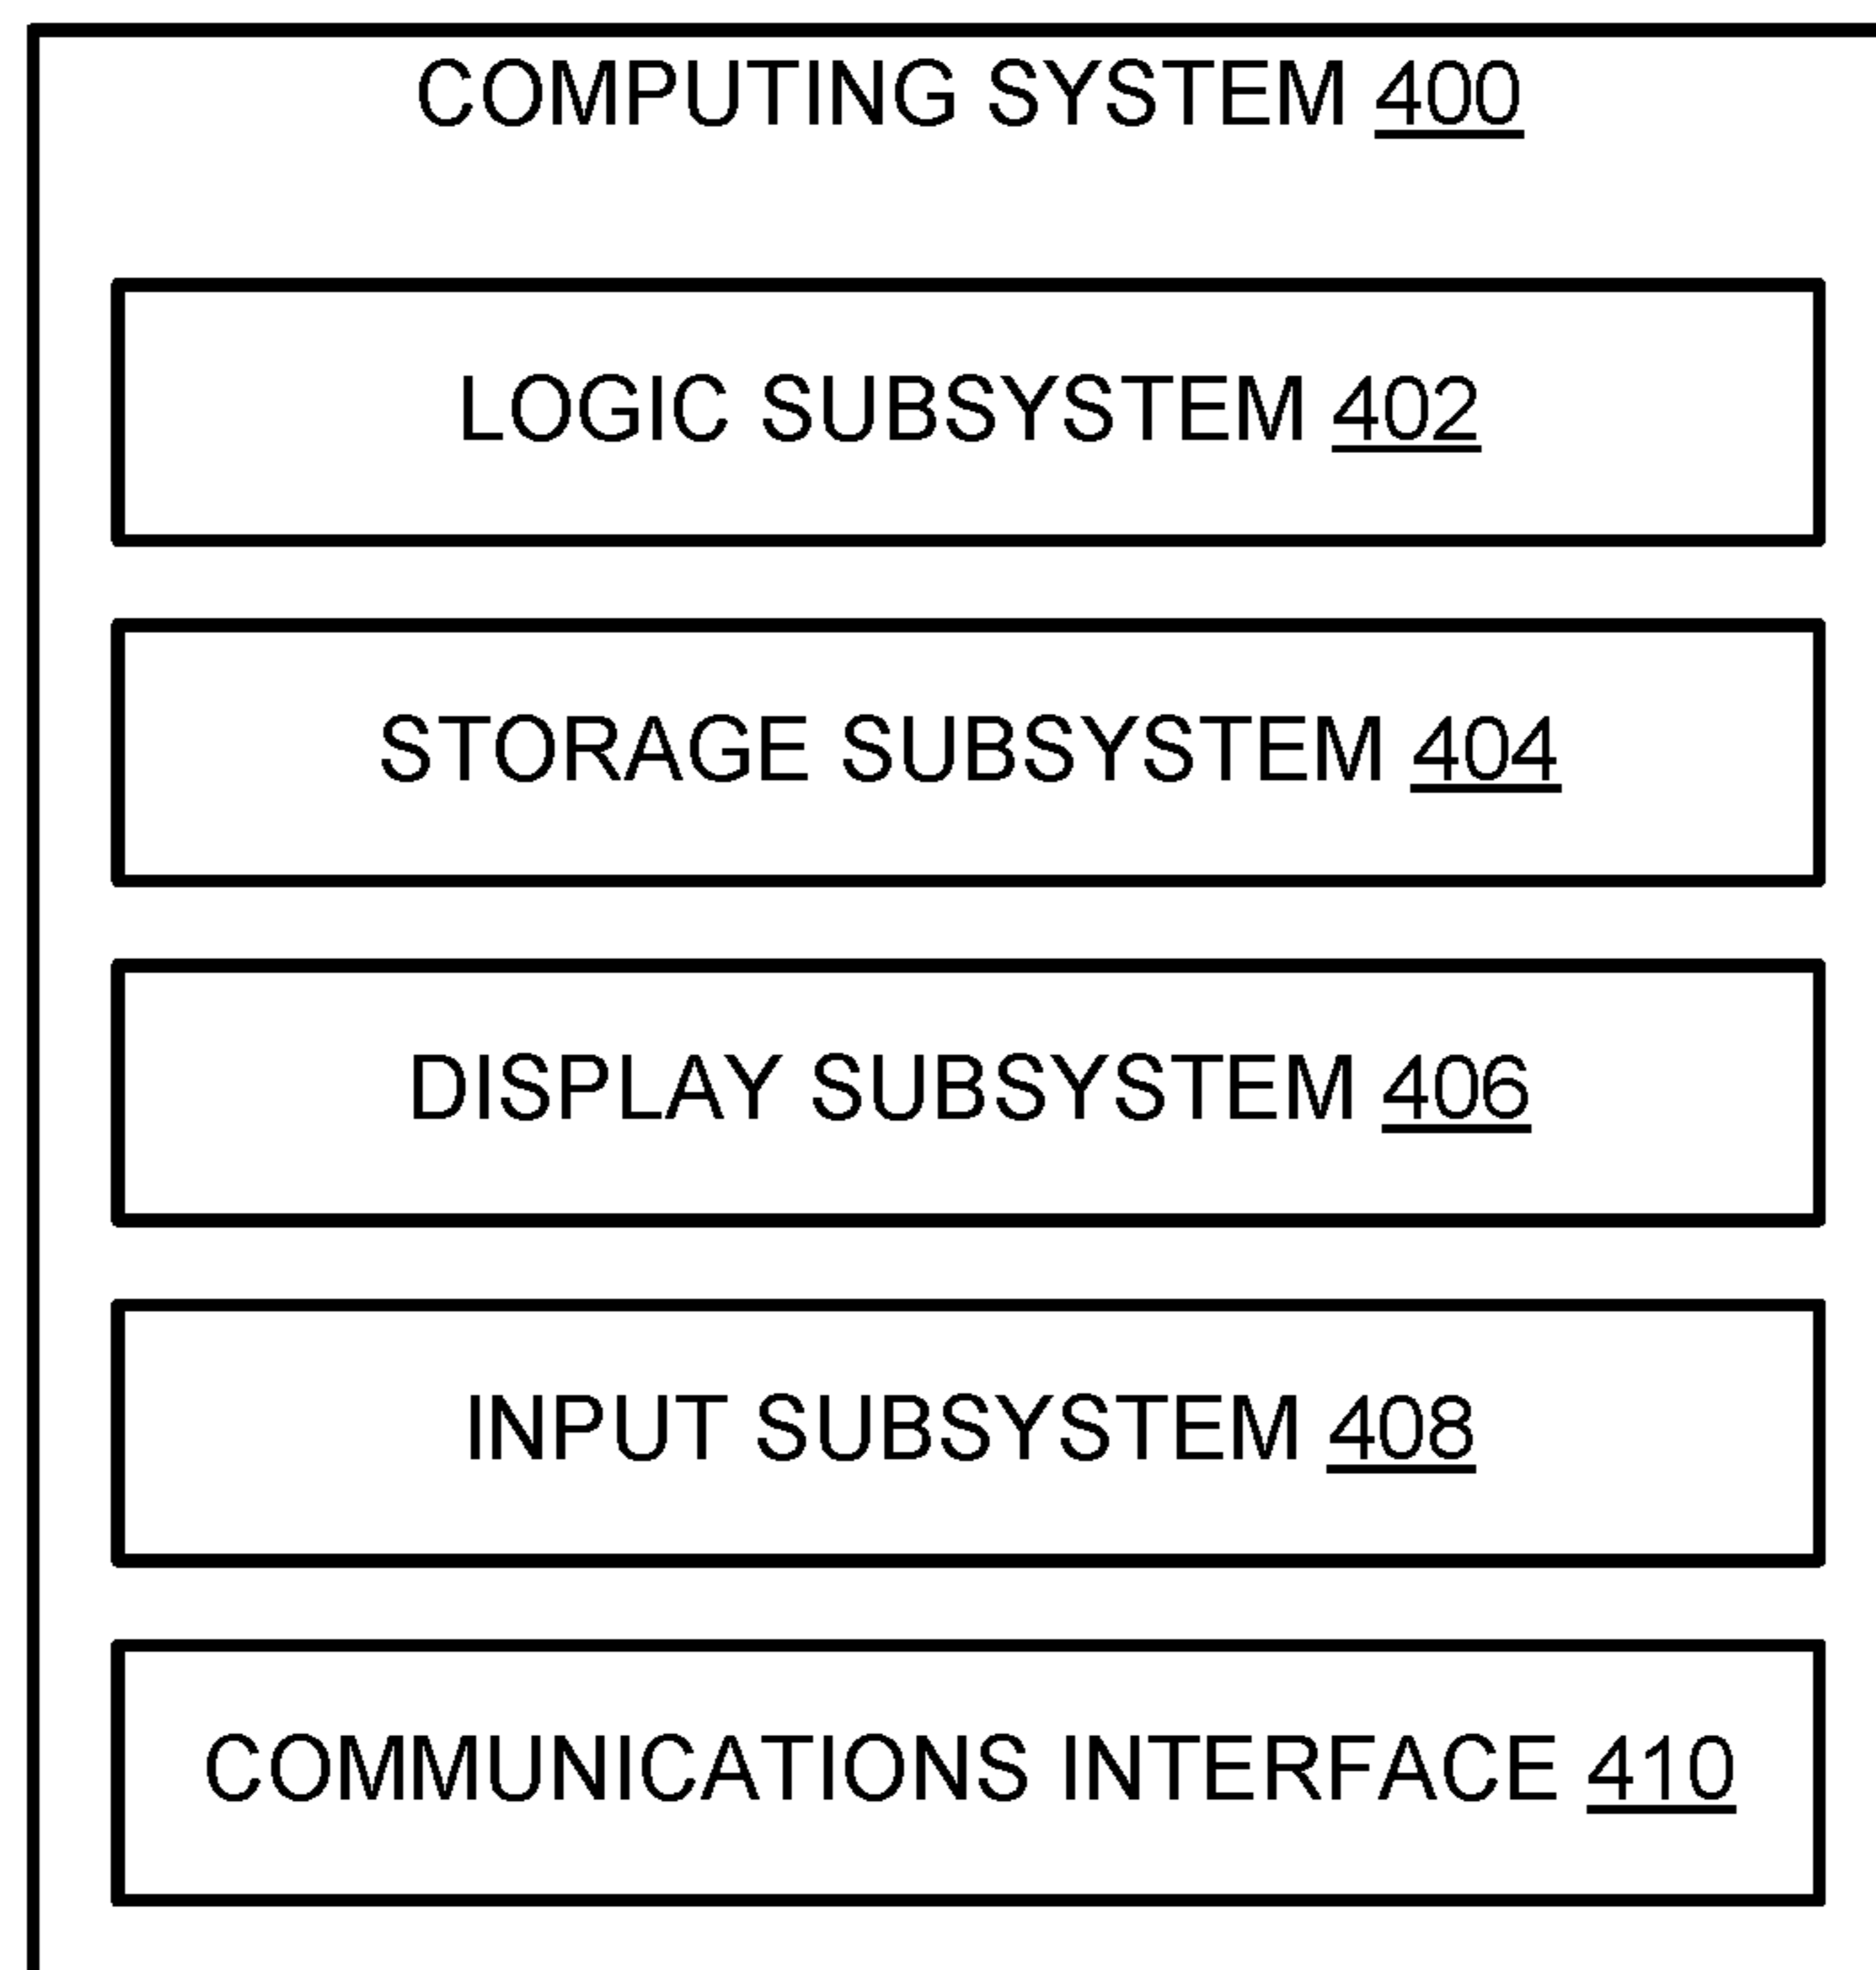 COMPUTING SYSTEM 400
LOGIC SUBSYSTEM 402
STORAGE SUBSYSTEM 404
DISPLAY SUBSYSTEM 406
INPUT SUBSYSTEM 408
COMMUNICATIONS INTERFACE 410